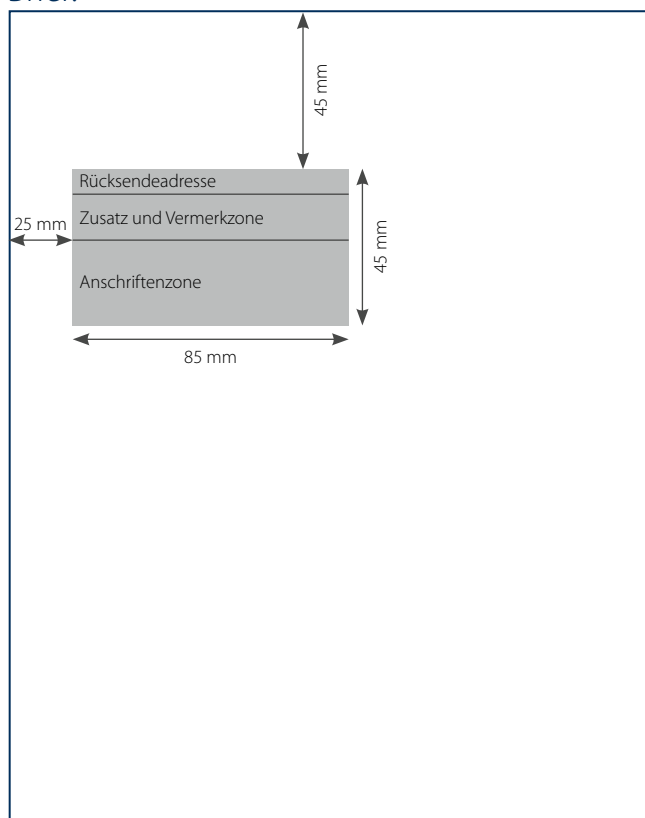 45 mm
Rücksendeadresse
25 mm
Zusatz und Vermerkzone
45 mm
Anschriftenzone
85 mm